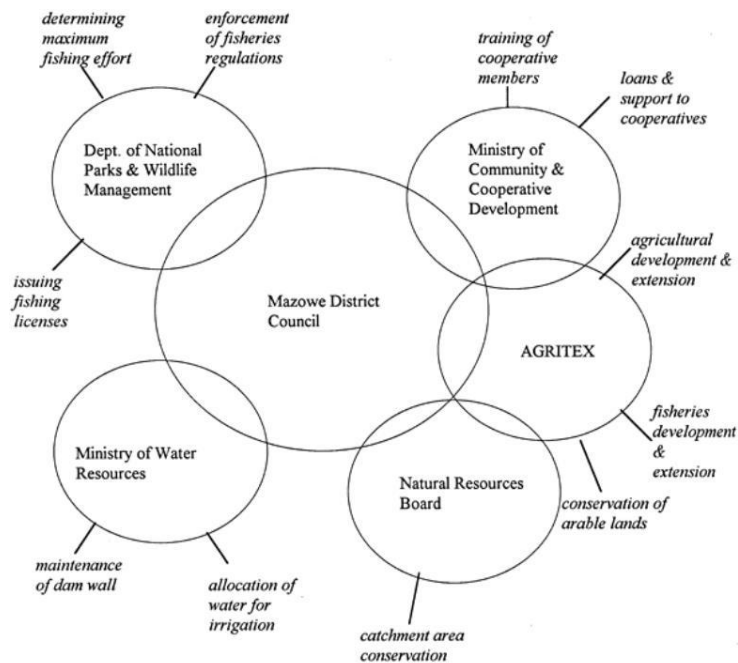 determining
maximum
fishing effort
enforcement
of fisheries
regulations
training of
cooperative
members
loans &
support to
cooperatives
Dept. of National
Parks & Wildlife
Management
Ministry of
Community &
Cooperative
Development
agricultural
development &
extension
issuing
fishing
licenses
Mazowe District
Council
AGRITEX
fisheries
development
&
extension
Ministry of Water
Resources
Natural Resources
Board
conservation of
arable lands
maintenance
of dam wall
allocation of
water for
irrigation
catchment area
conservation